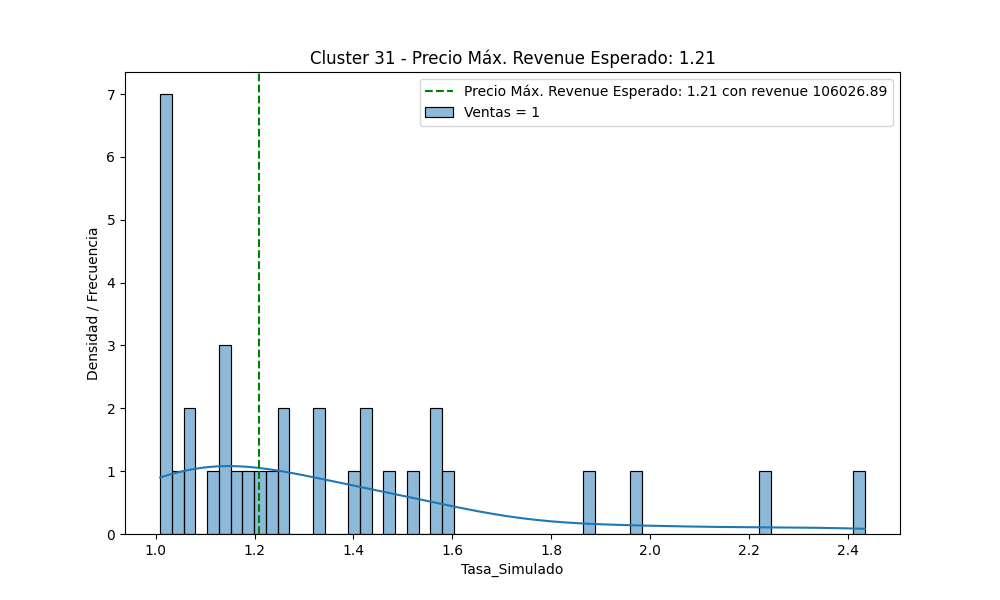 Cluster 31 - Precio Máx. Revenue Esperado: 1.21
Precio Máx. Revenue Esperado: 1.21 con revenue 106026.89
Ventas = 1
Densidad / Frecuencia
7
6
5
4
3
2
1
0
1.0 1.2 1.4 1.6 1.8 2.0 2.2 2.4
Tasa_Simulado